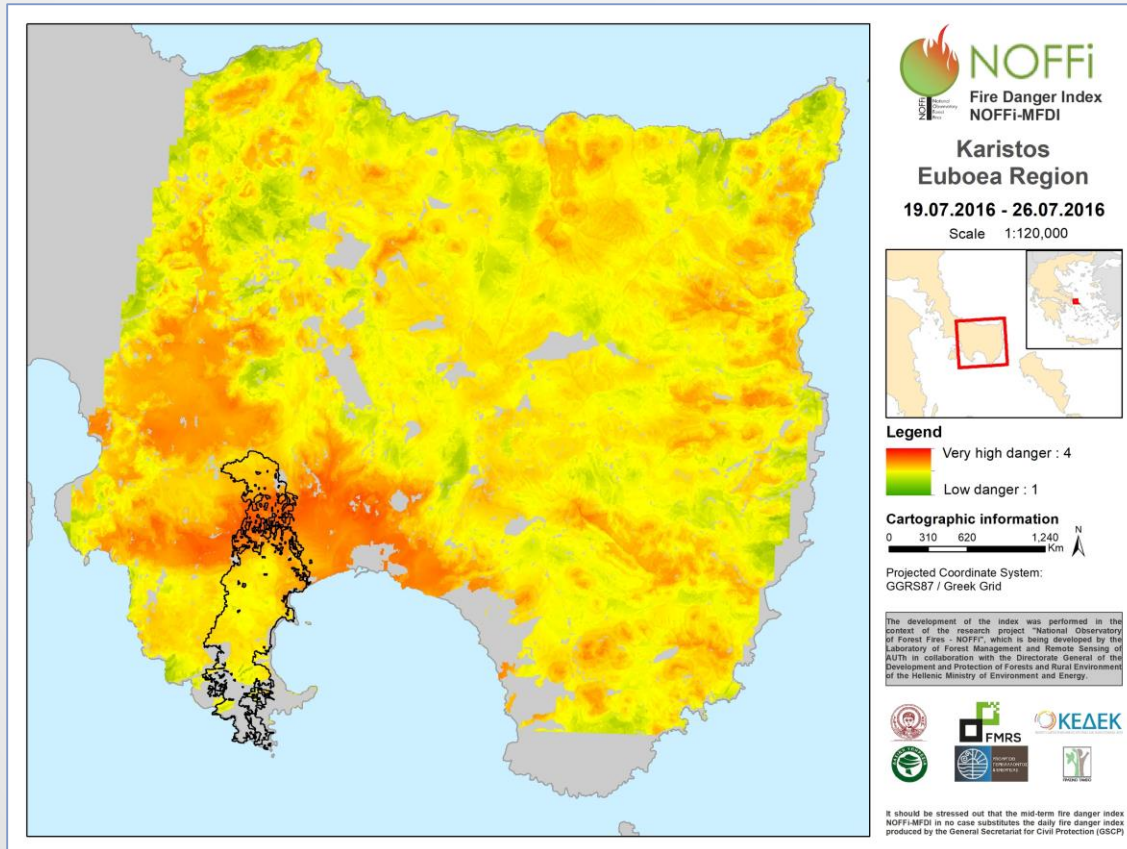 NOFFi
NOFFi National Observatory Forest Fires
Fire Danger Index
NOFFi-MFDI
Karistos
Euboea Region
19.07.2016 - 26.07.2016
Scale 1:120,000
Legend
Very high danger : 4
Low danger : 1
Cartographic information
0 310 620 1,240
Km
N
Projected Coordinate System:
GGRS87 / Greek Grid
The development of the index was performed in the
context of the research project "National Observatory
of Forest Fires - NOFFi", which is being developed by the
Laboratory of Forest Management and Remote Sensing of
AUTh in collaboration with the Directorate General of the
Development and Protection of Forests and Rural Environment
of the Hellenic Ministry of Environment and Energy.
FMRS
ΚΕΔΕΚ
ΠΡΑΣΙΝΟ ΤΑΜΕΙΟ
It should be stressed out that the mid-term fire danger index
NOFFi-MFDI in no case substitutes the daily fire danger index
produced by the General Secretariat for Civil Protection (GSCP)